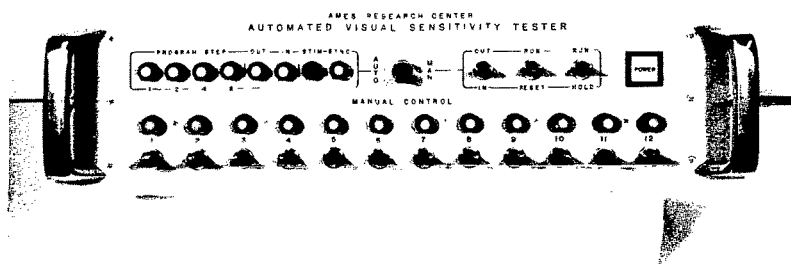 AMES RESEARCH CENTER
AUTOMATED VISUAL SENSITIVITY TESTER
PROGRAM STEP OUT IN STIM-SYNC
OUT RUN RUN
AUTO
MAN
POWER
1 2 4 8
IN RESET HOLD
MANUAL CONTROL
1 2 3 4 5 6 7 8 9 10 11 12